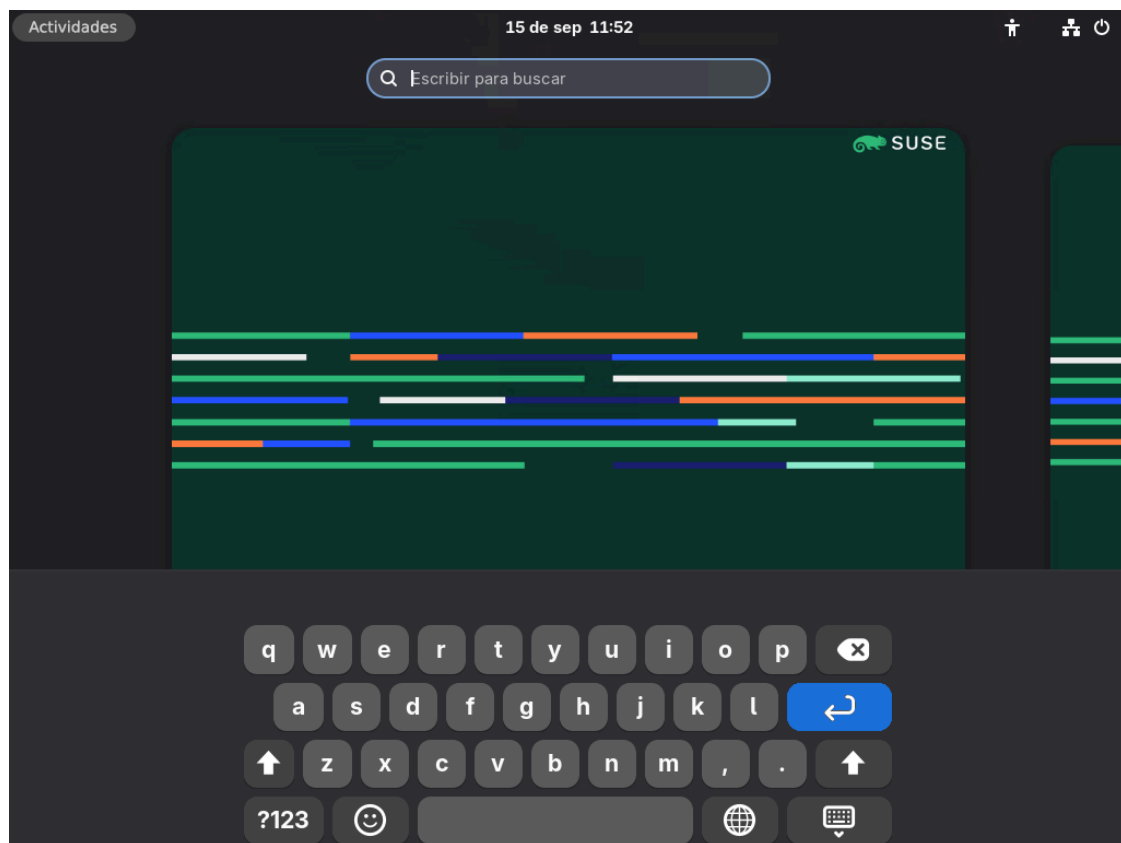 Actividades 15 de sep 11:52
Escribir para buscar
SUSE
q w e r t y u i o p
a s d f g h j k l
z x c v b n m , .
?123